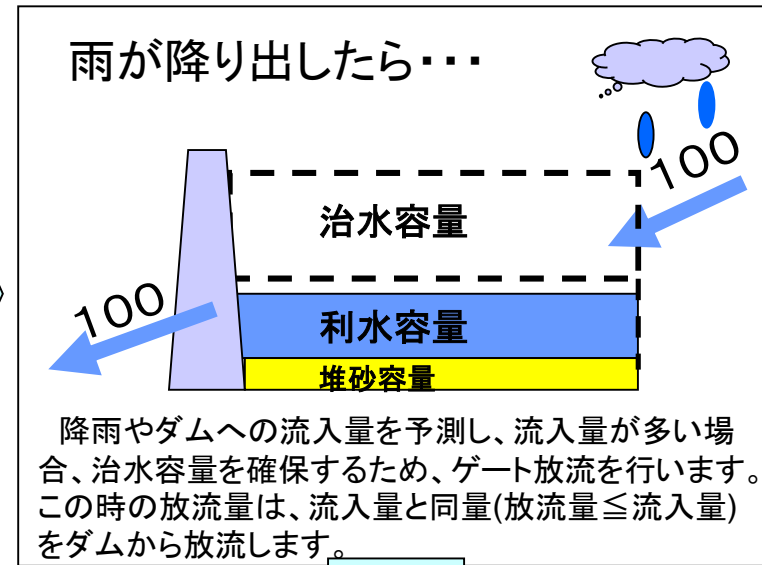 雨が降り出したら・・・
100
治水容量
100
利水容量
堆砂容量
降雨やダムへの流入量を予測し、流入量が多い場
合、治水容量を確保するため、ゲート放流を行います。
この時の放流量は、流入量と同量(放流量≦流入量)
をダムから放流します。